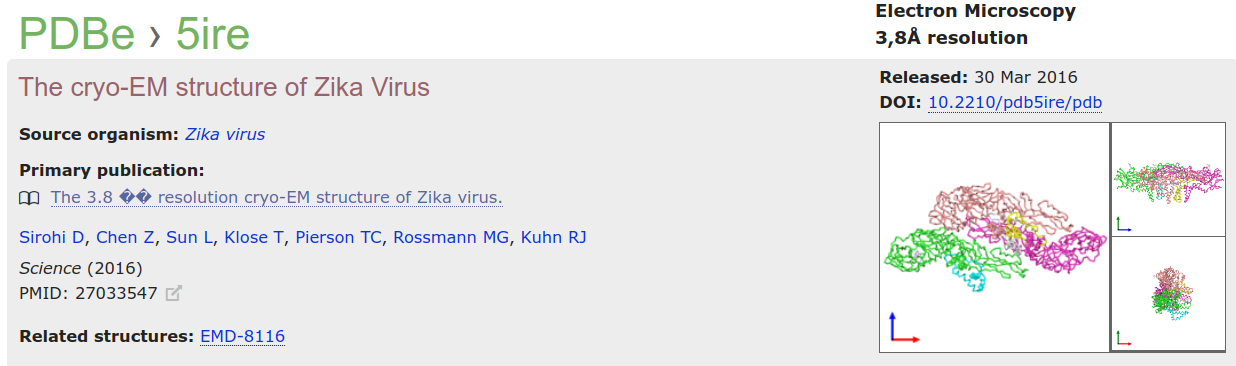 PDBe › 5ire
Electron Microscopy
3,8Å resolution
The cryo-EM structure of Zika Virus
Source organism: Zika virus
Primary publication:
The 3.8 �� resolution cryo-EM structure of Zika virus.
Sirohi D, Chen Z, Sun L, Klose T, Pierson TC, Rossmann MG, Kuhn RJ
Science (2016)
PMID: 27033547
Related structures: EMD-8116
Released: 30 Mar 2016
DOI: 10.2210/pdb5ire/pdb